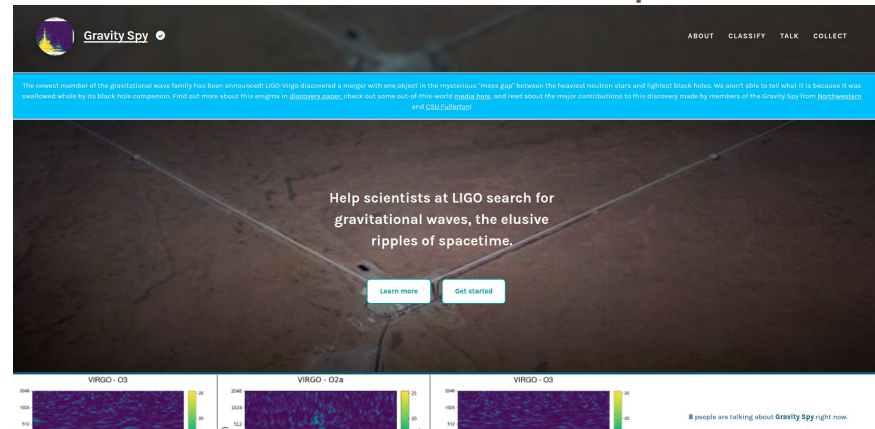 Gravity Spy
ABOUT CLASSIFY TALK COLLECT
The newest member of the gravitational wave family has been announced! LIGO-Virgo discovered a merger with one object in the mysterious "mass gap" between the heaviest neutron stars and lightest black holes. We aren't able to tell what it is because it was
swallowed whole by its black hole companion. Find out more about this enigma in discovery paper, check out some out-of-this-world media here, and read about the major contributions to this discovery made by members of the Gravity Spy from Northwestern
and CSU Fullerton!
Help scientists at LIGO search for
gravitational waves, the elusive
ripples of spacetime.
Learn more Get started
VIRGO - O3 VIRGO - O2a VIRGO - O3
2048 25 2048 25 2048 25
1024 1024 1024
20 20 20
512 512 512
8 people are talking about Gravity Spy right now.